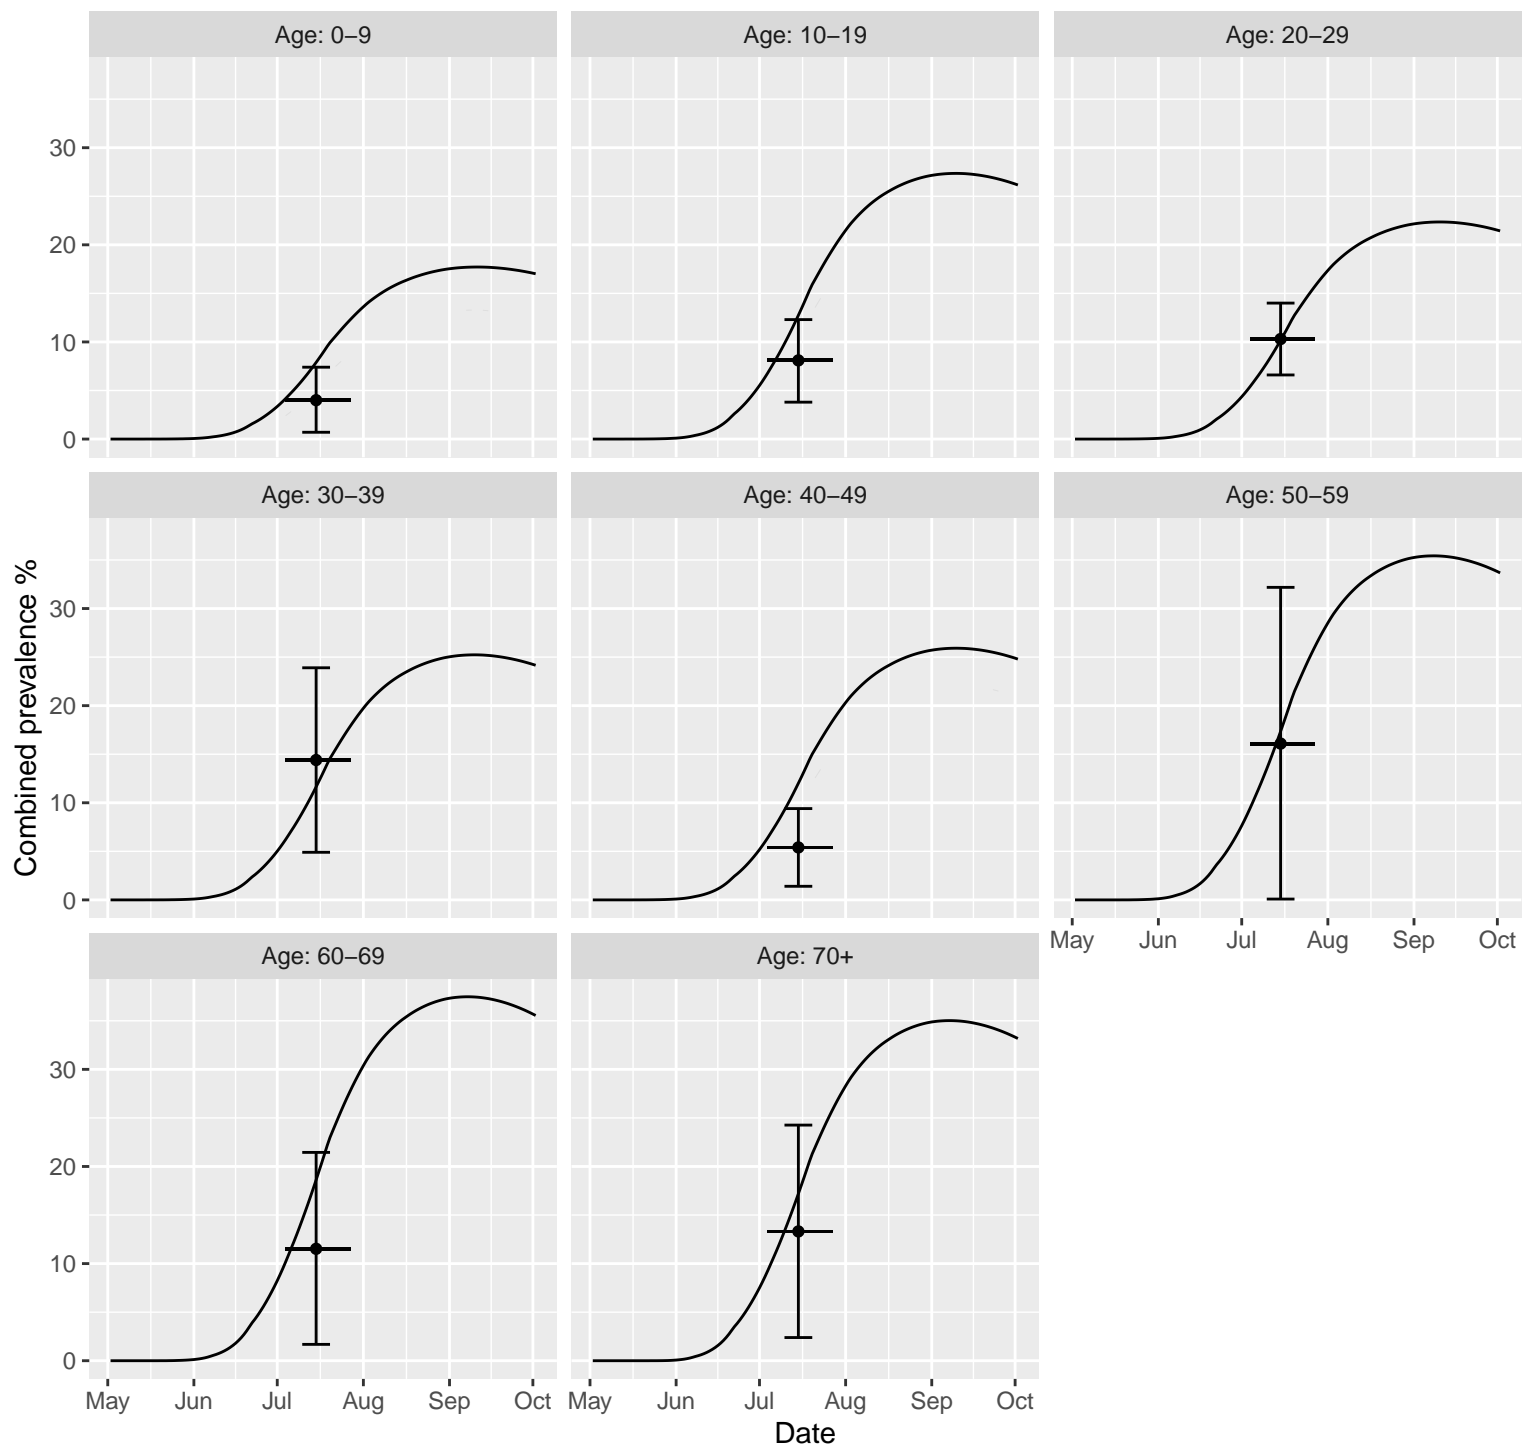 Age: 0–9
Age: 10–19
Age: 20–29
30
20
10
0
Age: 30–39
Age: 40–49
Age: 50–59
Combined prevalence %
30
20
10
0
May Jun Jul Aug Sep Oct
Age: 60–69
Age: 70+
30
20
10
0
May Jun Jul Aug Sep Oct
May Jun Jul Aug Sep Oct
Date